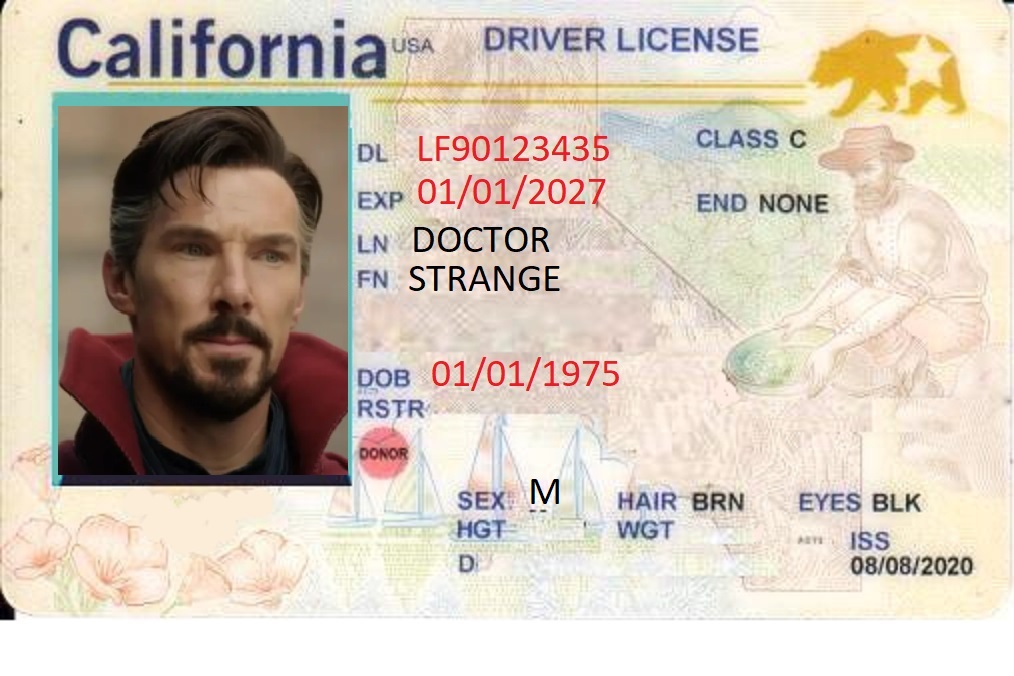 California USA DRIVER LICENSE
DL LF90123435 CLASS C
EXP 01/01/2027 END NONE
LN DOCTOR
FN STRANGE
DOB 01/01/1975
RSTR
DONOR
SEX M HAIR BRN EYES BLK
HGT WGT ISS
08/08/2020